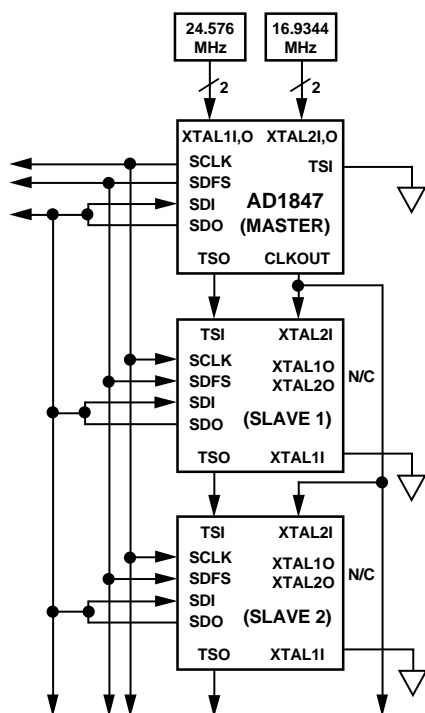 24.576
MHz
16.9344
MHz
2
2
XTAL1I,O
XTAL2I,O
SCLK
TSI
SDFS
AD1847
SDI
(MASTER)
SDO
TSO
CLKOUT
TSI
XTAL2I
SCLK
XTAL1O
N/C
SDFS
XTAL2O
SDI
SDO
(SLAVE 1)
TSO
XTAL1I
TSI
XTAL2I
SCLK
XTAL1O
N/C
SDFS
XTAL2O
SDI
SDO
(SLAVE 2)
TSO
XTAL1I